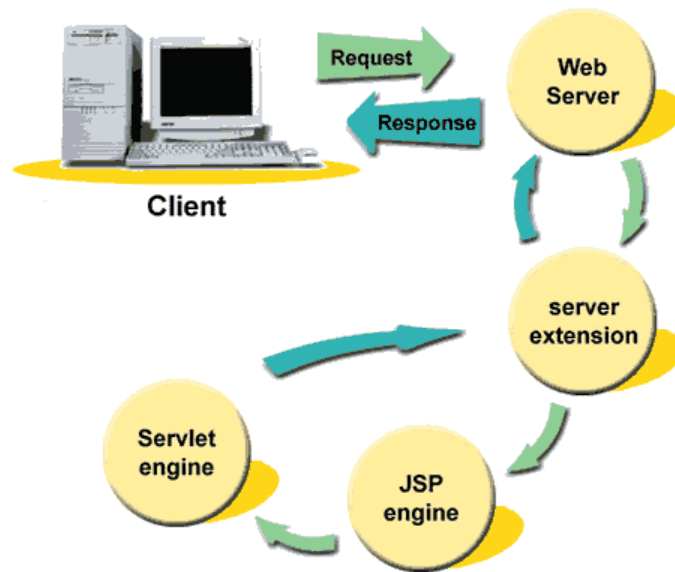 Request
Response
Client
Web
Server
server
extension
JSP
engine
Servlet
engine